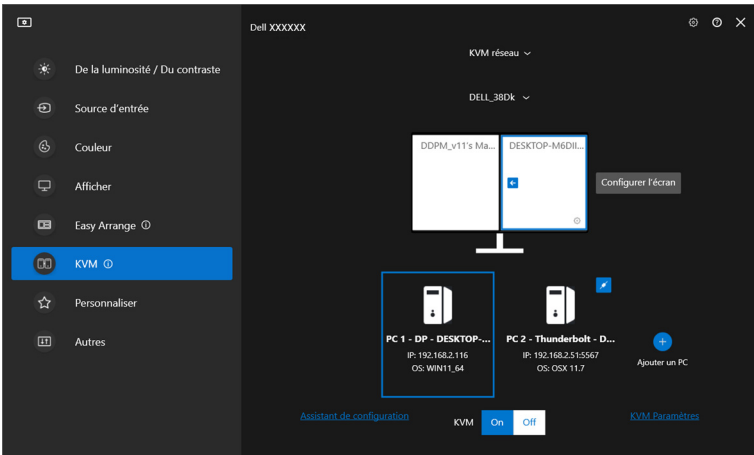 Dell XXXXXX
De la luminosité / Du contraste
Source d'entrée
Couleur
Afficher
Easy Arrange
KVM
Personnaliser
Autres
KVM réseau
DELL_38Dk
DDPM_v11's Ma...
DESKTOP-M6DII...
Configurer l'écran
PC 1 - DP - DESKTOP-...
IP: 192.168.2.116
OS: WIN11_64
PC 2 - Thunderbolt - D...
IP: 192.168.2.51:5567
OS: OSX 11.7
Ajouter un PC
Assistant de configuration
KVM
On
Off
KVM Paramètres